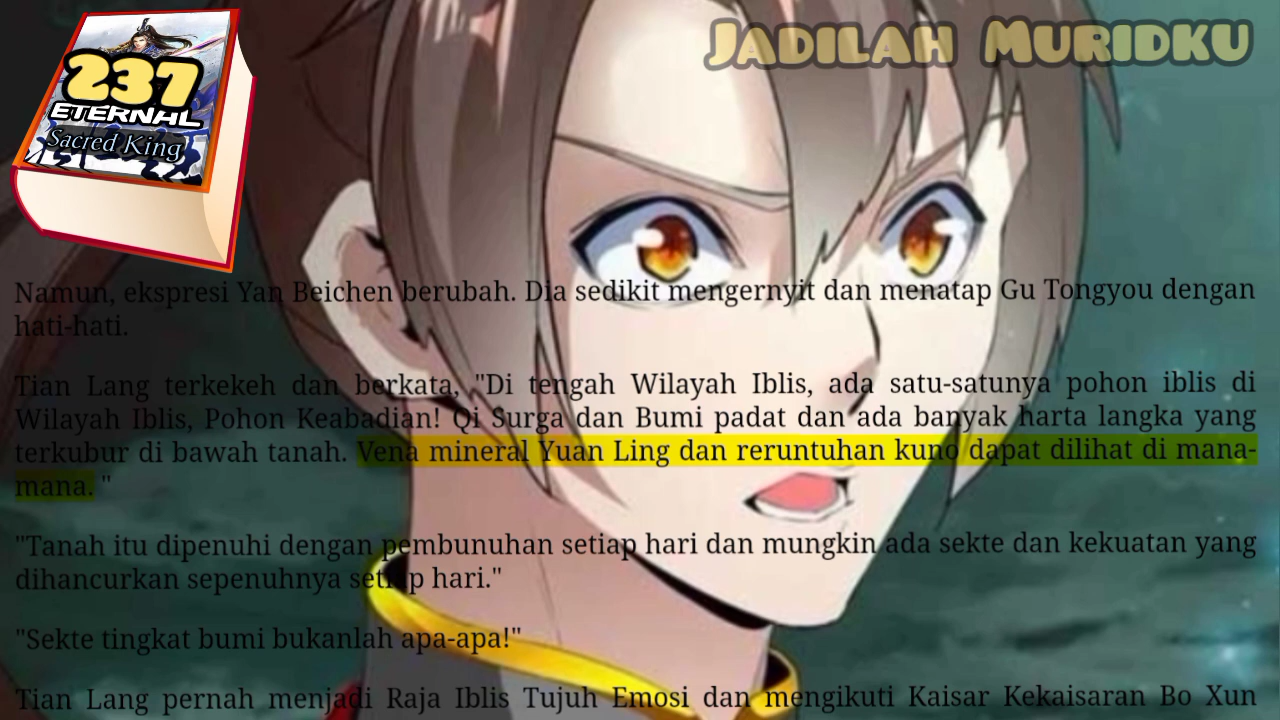 Jadilah Muridku
237
ETERNAL
Sacred King
Namun, ekspresi Yan Beichen berubah. Dia sedikit mengernyit dan menatap Gu Tongyou dengan
hati-hati.
Tian Lang terkekeh dan berkata, "Di tengah Wilayah Iblis, ada satu-satunya pohon iblis di
Wilayah Iblis, Pohon Keabadian! Qi Surga dan Bumi padat dan ada banyak harta langka yang
terkubur di bawah tanah. Vena mineral Yuan Ling dan reruntuhan kuno dapat dilihat di mana-
mana. "
"Tanah itu dipenuhi dengan pembunuhan setiap hari dan mungkin ada sekte dan kekuatan yang
dihancurkan sepenuhnya setiap hari."
"Sekte tingkat bumi bukanlah apa-apa!"
Tian Lang pernah menjadi Raja Iblis Tujuh Emosi dan mengikuti Kaisar Kekaisaran Bo Xun